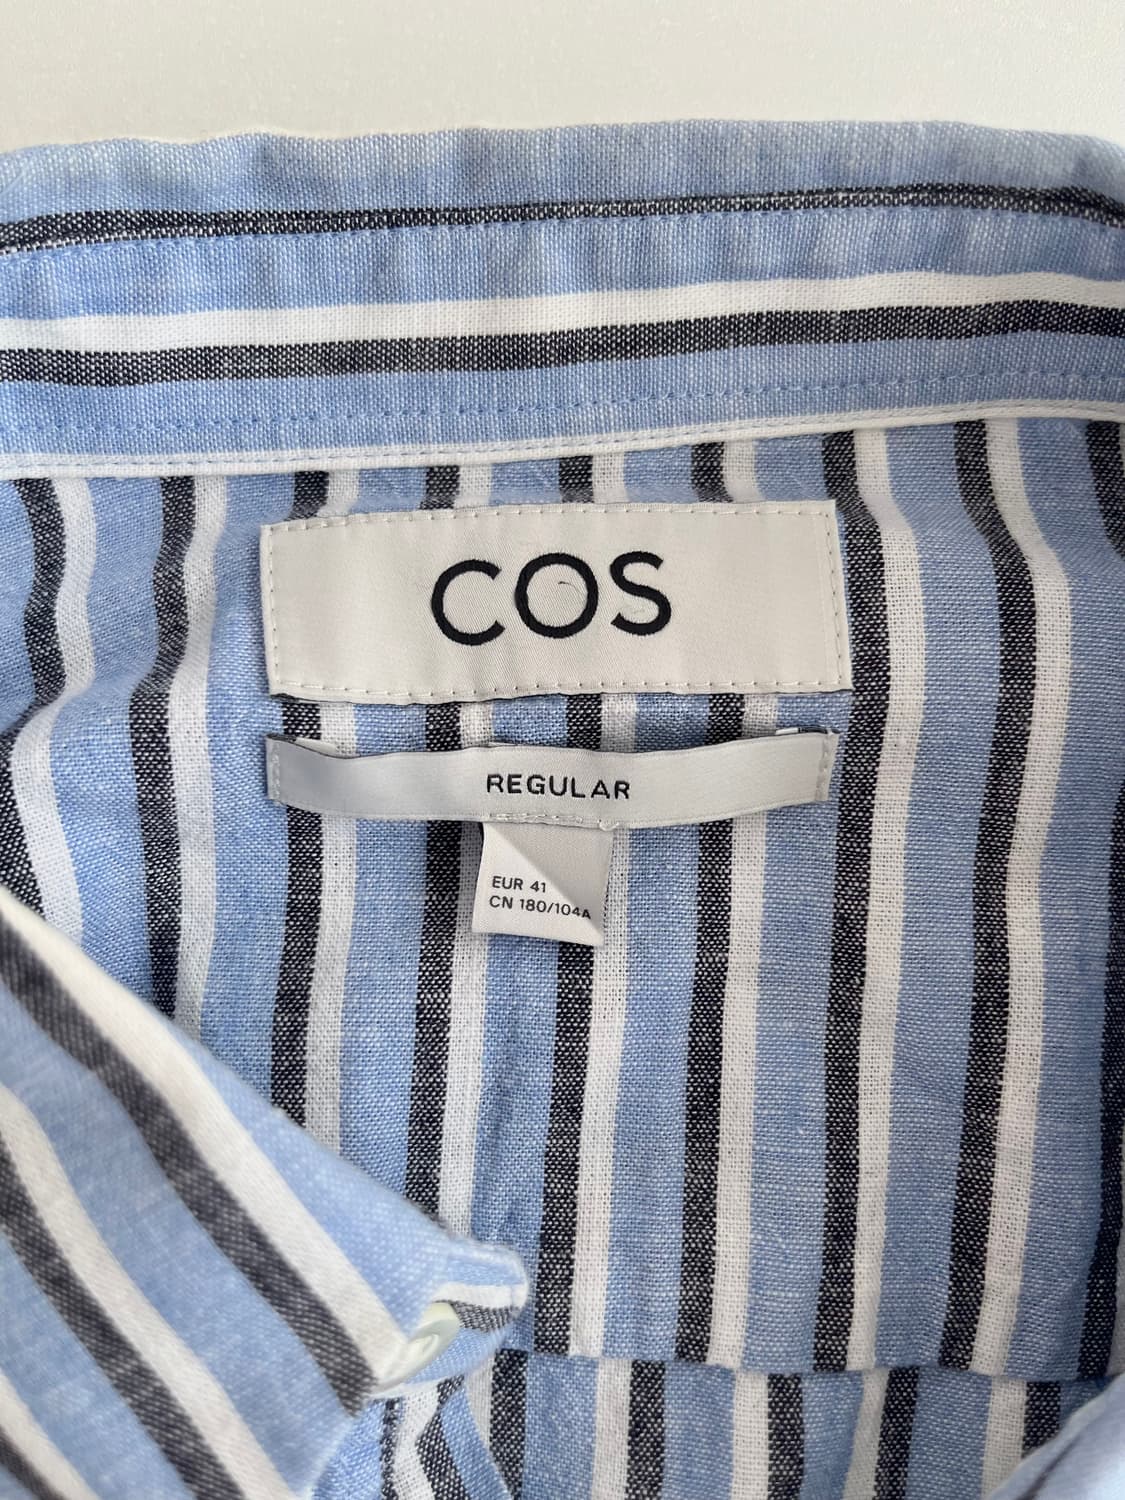 COS
REGULAR
EUR 41
CN 180/104A